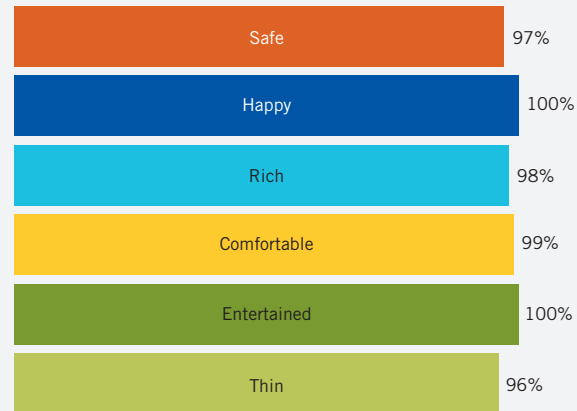 Safe 97%
Happy 100%
Rich 98%
Comfortable 99%
Entertained 100%
Thin 96%